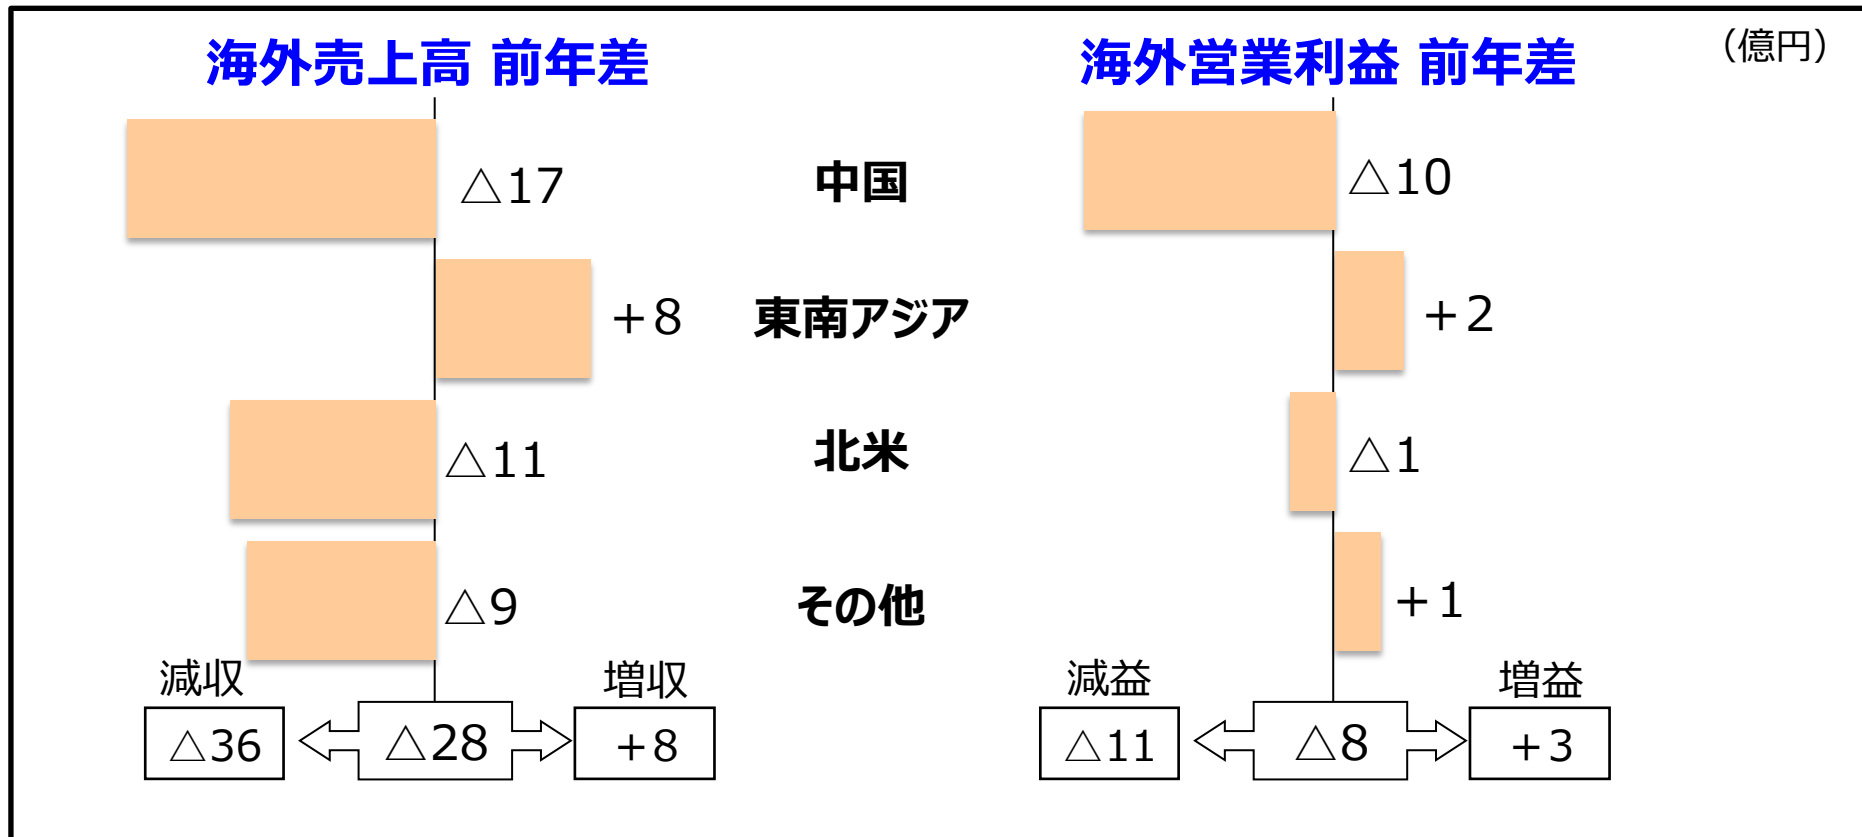 海外売上高 前年差
海外営業利益 前年差
（億円）
△17
中国
△10
＋8
東南アジア
＋2
△11
北米
△1
△9
その他
＋1
減収
増収
減益
増益
△36
△28
＋8
△11
△8
＋3